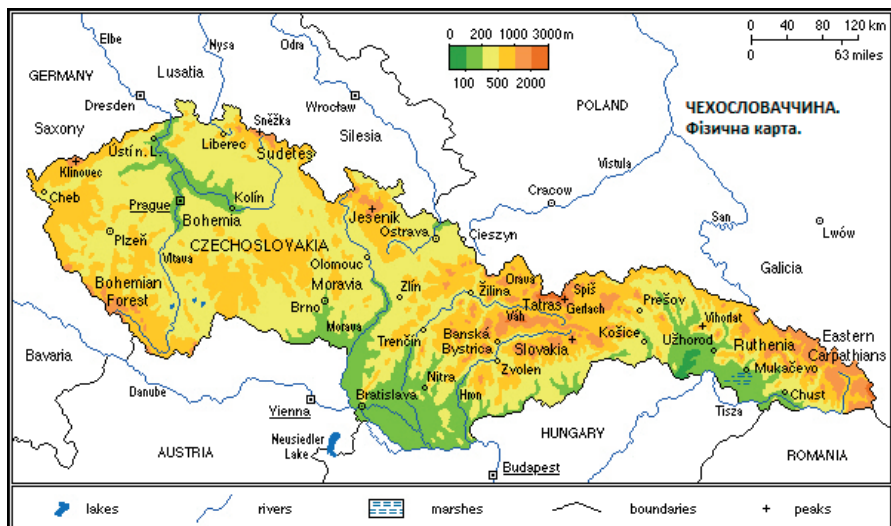 Elbe
Nysa
Odra
0 200 1000 3000 m
100 500 2000
0 40 80 120 km
0 63 miles
GERMANY
Lusatia
Dresden
Wrocław
POLAND
ЧЕХОСЛОВАЧЧИНА.
Фізична карта.
Saxony
Sněžka
Silesia
Ústí n. L.
Liberec
Sudetes
Vistula
Klínovec
Cheb
Prague
Kolín
Cracow
Jeseník
San
Bohemia
Lwów
Plzeň
Ostrava
Cieszyn
CZECHOSLOVAKIA
Vltava
Olomouc
Galicia
Moravia
Orava
Spiš
Bohemian
Forest
Zlín
Žilina
Tatras
Gerlach
Prešov
Brno
Váh
Vihorlat
Morava
Trenčín
Banská
Bystrica
Slovakia
Košice
Užhorod
Ruthenia
Eastern
Carpathians
Bavaria
Zvolen
Mukačevo
Danube
Nitra
Hron
Chust
Vienna
Bratislava
Tisza
Neusiedler
Lake
HUNGARY
AUSTRIA
ROMANIA
Budapest
lakes
rivers
marshes
boundaries
peaks